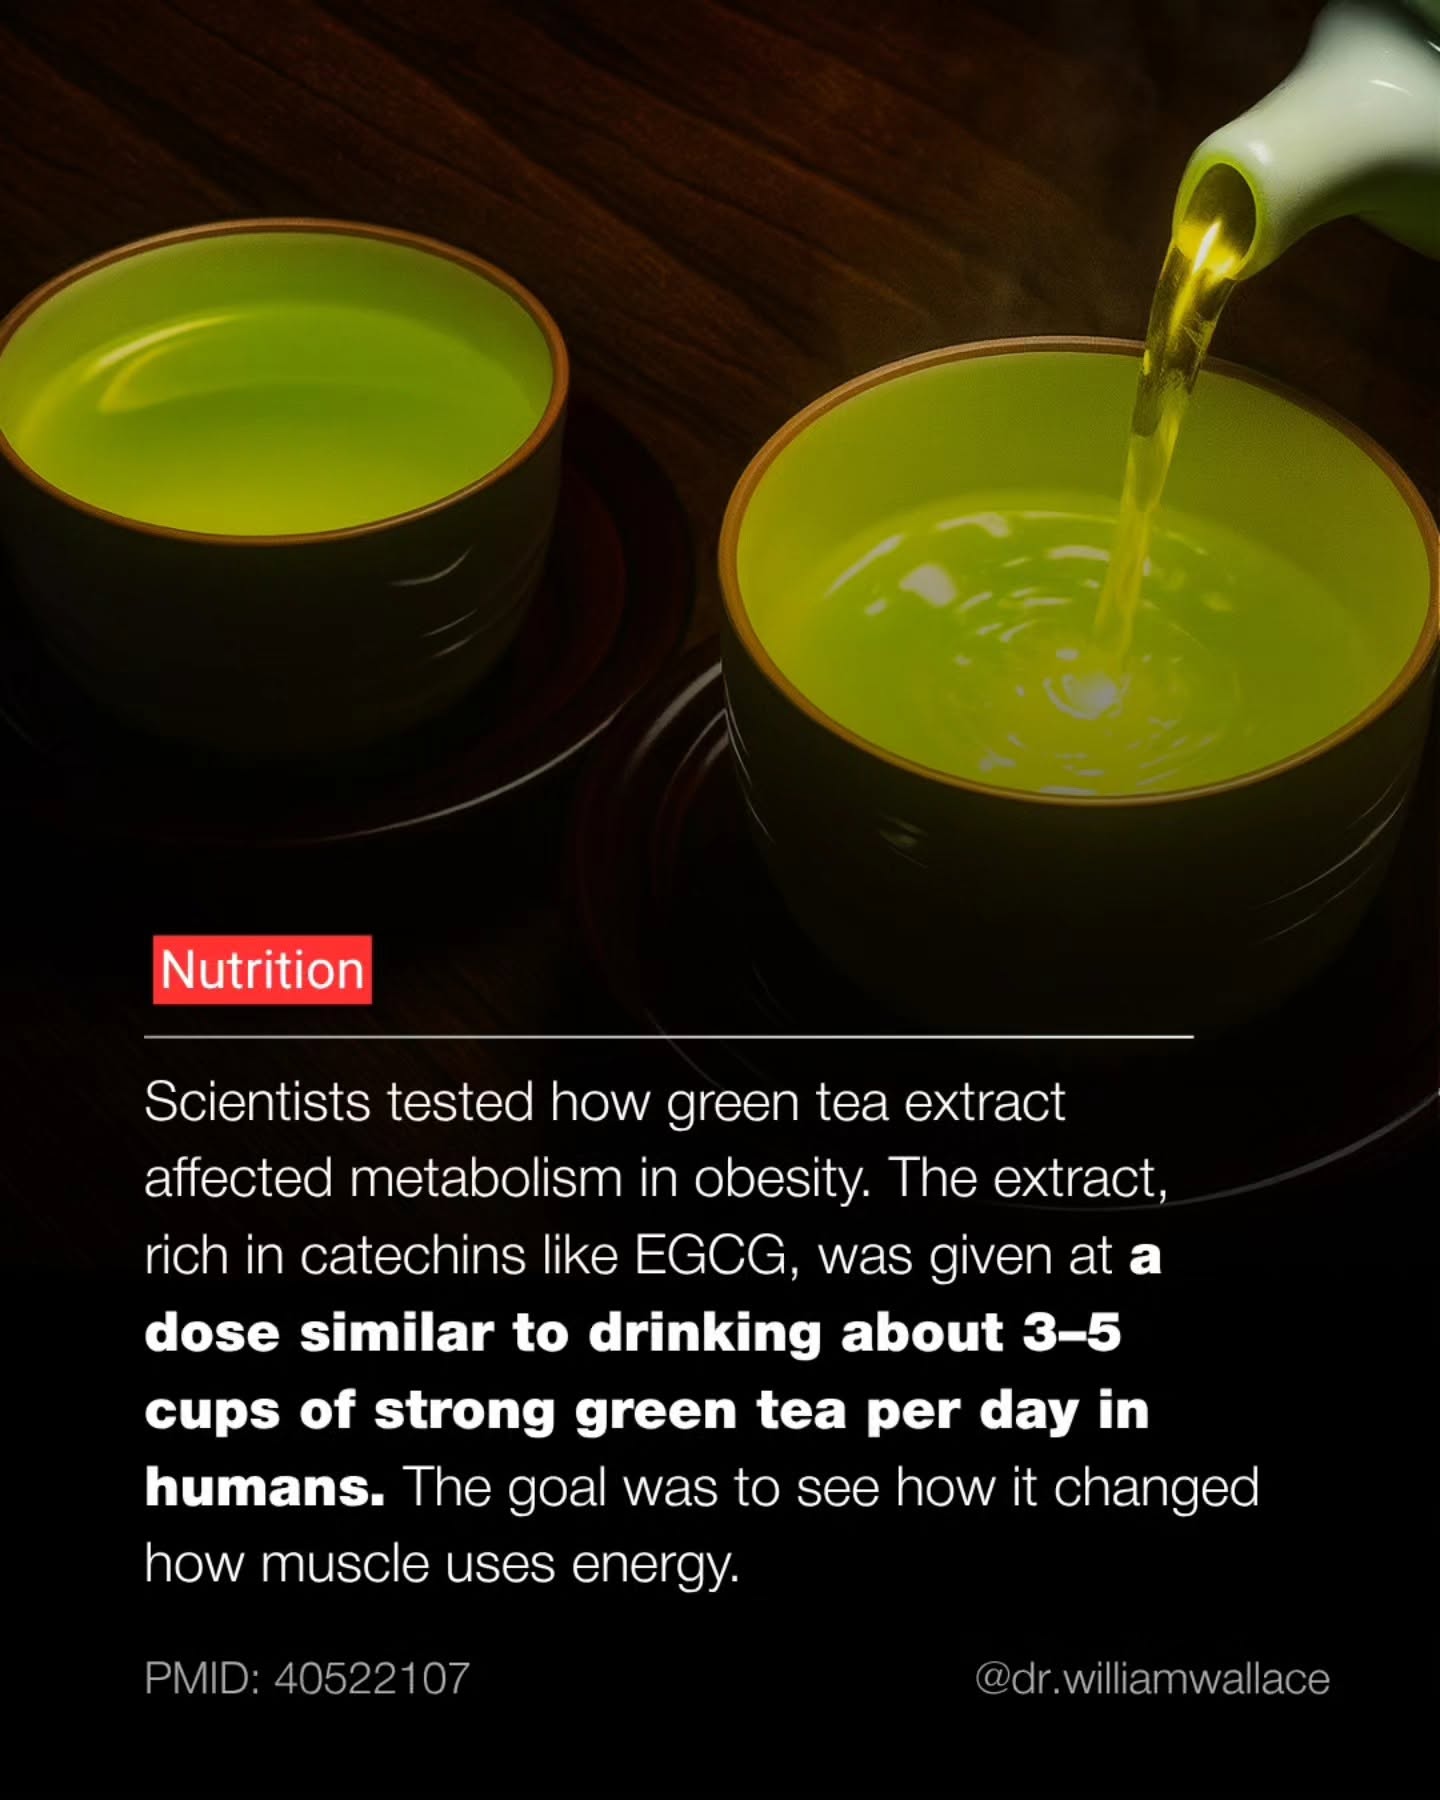 Nutrition
Scientists tested how green tea extract
affected metabolism in obesity. The extract,
rich in catechins like EGCG, was given at a
dose similar to drinking about 3–5
cups of strong green tea per day in
humans. The goal was to see how it changed
how muscle uses energy.
PMID: 40522107
@dr.williamwallace